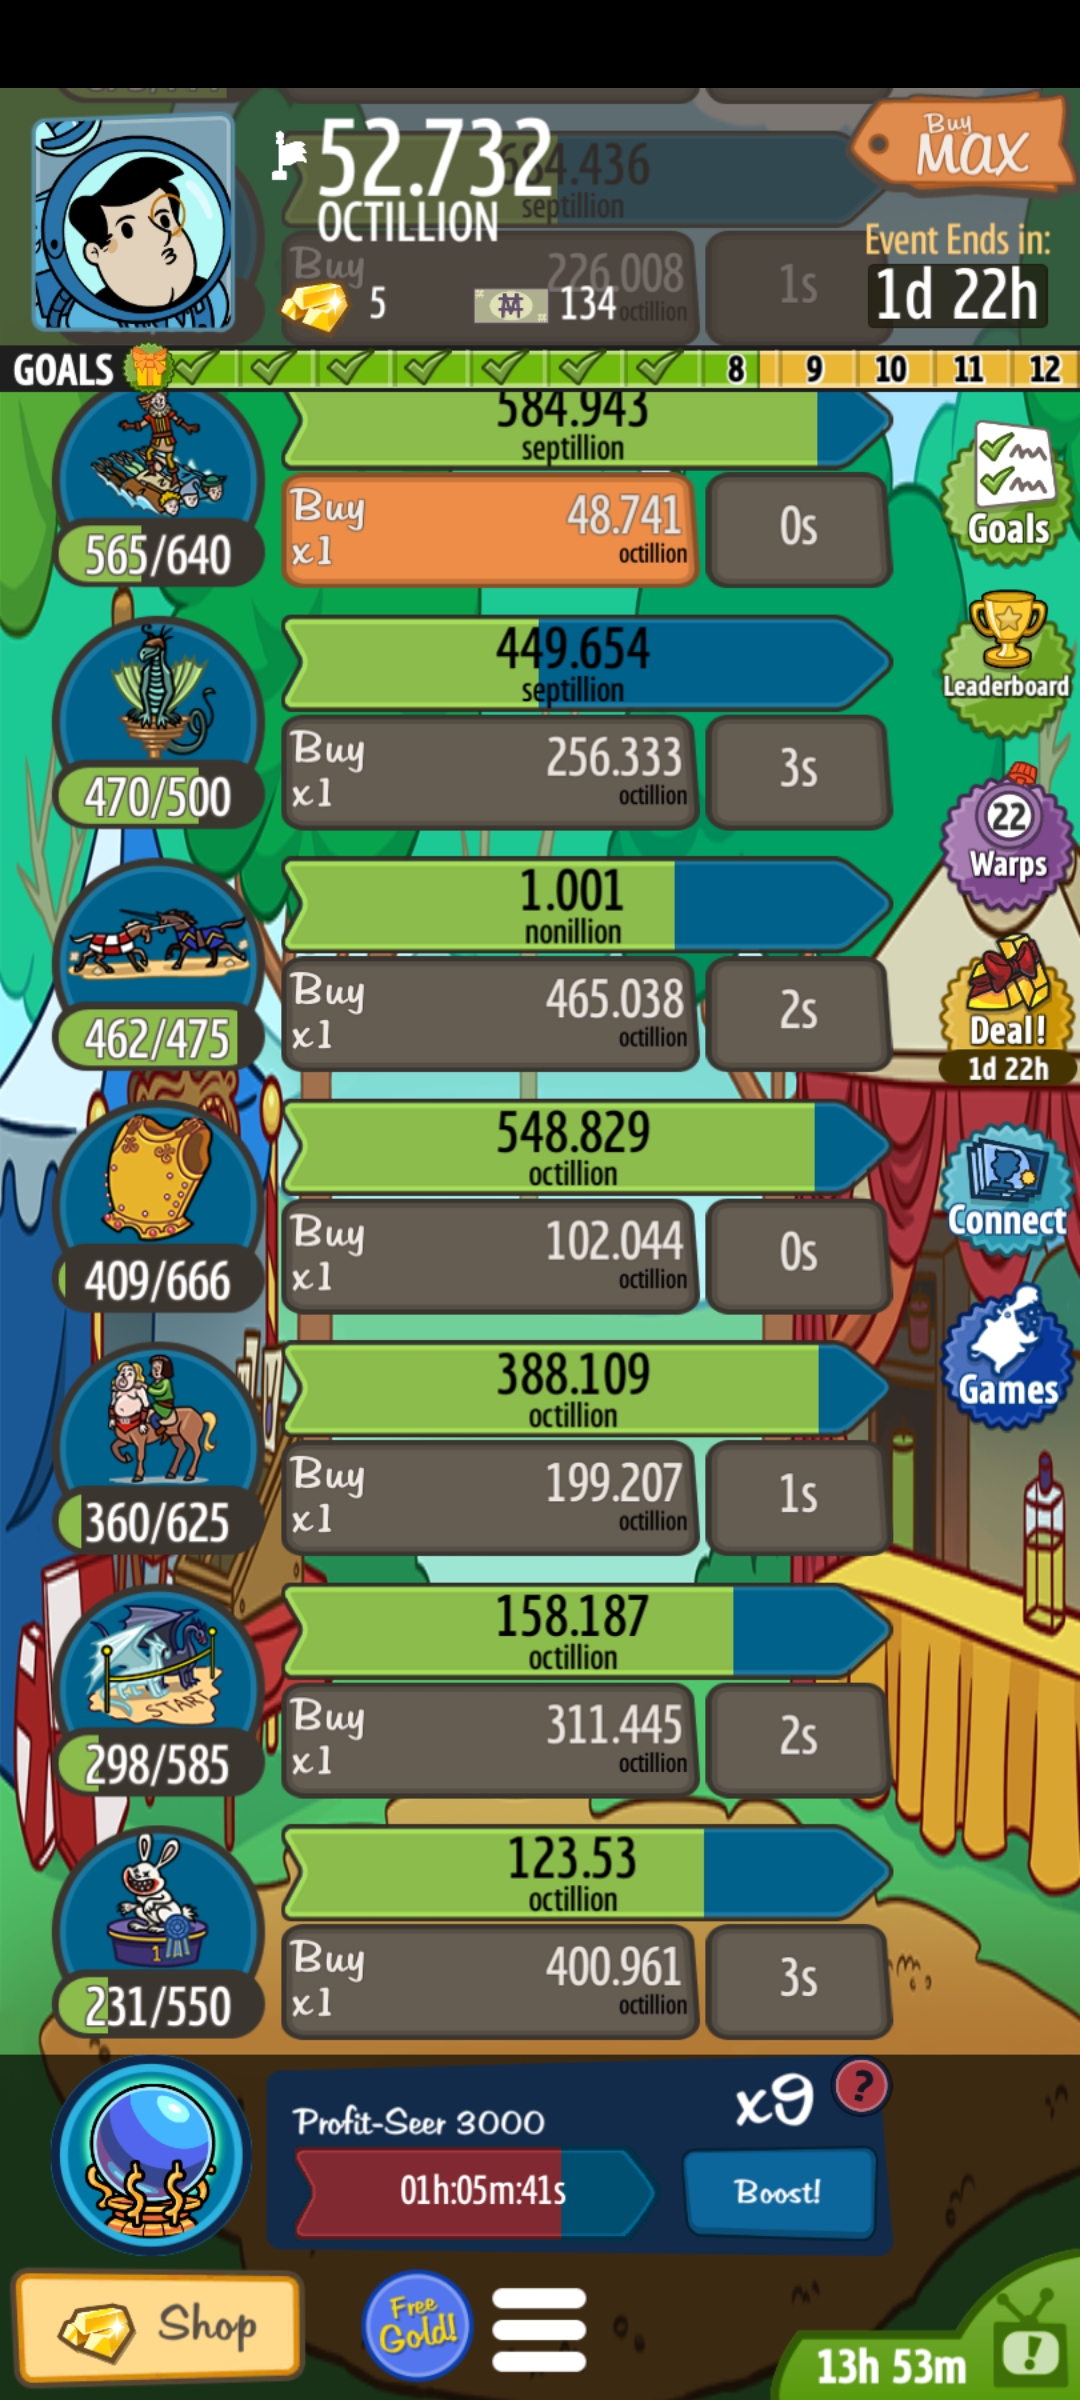 52.732
OCTILLION
684.436
septillion
Buy
MAX
Event Ends in:
1d 22h
Buy
226.008
octillion
1s
5
134
GOALS
8
9
10
11
12
584.943
septillion
565/640
Buy
x1
48.741
octillion
0s
Goals
449.654
septillion
470/500
Buy
x1
256.333
octillion
3s
Leaderboard
22
Warps
1.001
nonillion
462/475
Buy
x1
465.038
octillion
2s
Deal!
1d 22h
548.829
octillion
409/666
Buy
x1
102.044
octillion
0s
Connect
388.109
octillion
360/625
Buy
x1
199.207
octillion
1s
Games
158.187
octillion
START
298/585
Buy
x1
311.445
octillion
2s
123.53
octillion
1
231/550
Buy
x1
400.961
octillion
3s
Profit-Seer 3000
x9
?
01h:05m:41s
Boost!
Shop
Free
Gold!
13h 53m
!